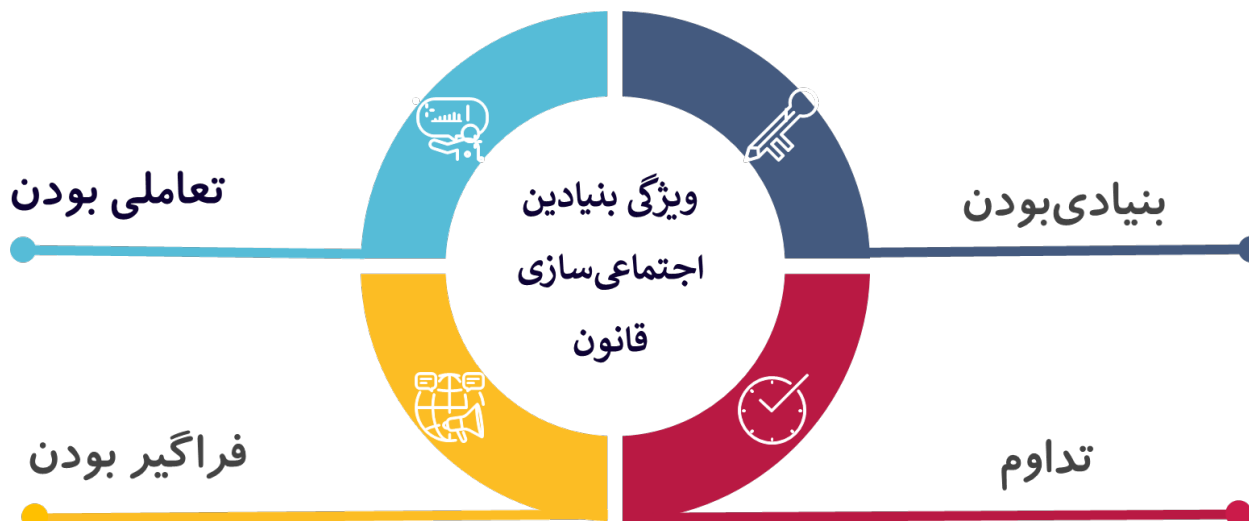 ویژگی بنیادین
اجتماعی‌سازی
قانون
بنیادی‌بودن
تعاملی بودن
تداوم
فراگیر بودن